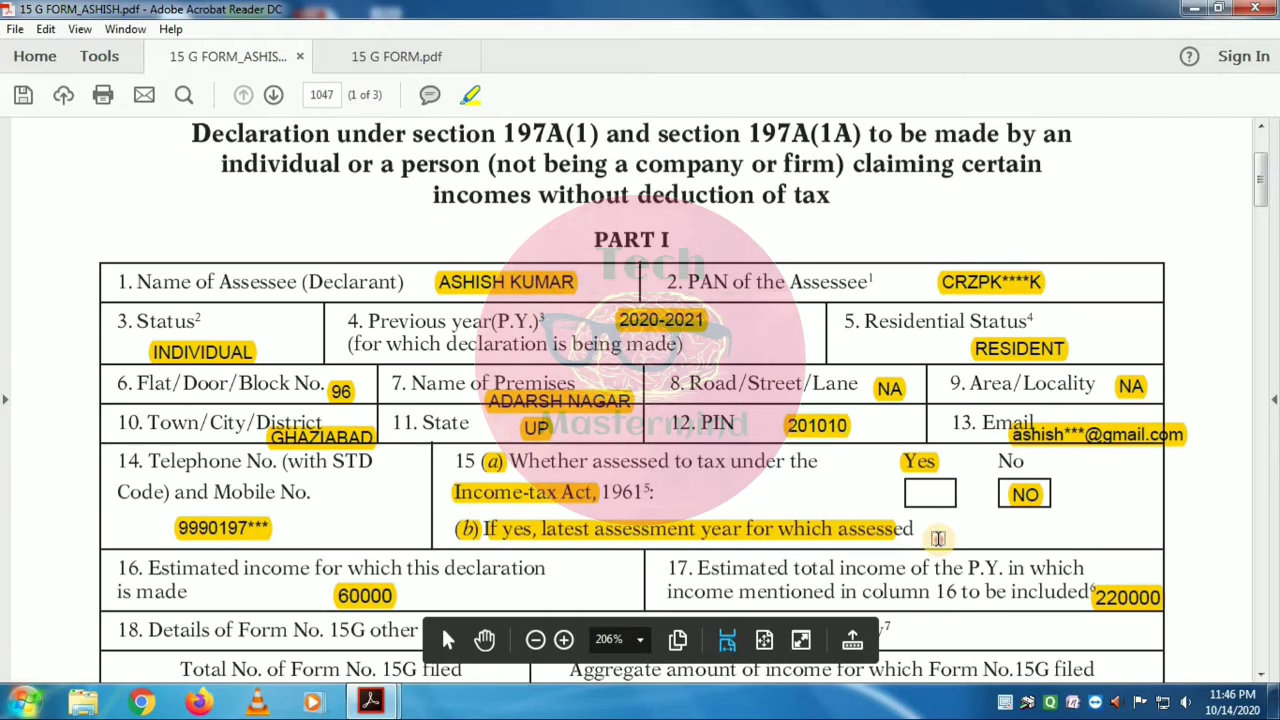 15 G FORM_ASHISH.pdf - Adobe Acrobat Reader DC
File Edit View Window Help
Home Tools 15 G FORM_ASHIS... × 15 G FORM.pdf ? Sign In
1047 (1 of 3)
Declaration under section 197A(1) and section 197A(1A) to be made by an
individual or a person (not being a company or firm) claiming certain
incomes without deduction of tax
PART I
Tech
Mastermind
1. Name of Assessee (Declarant) ASHISH KUMAR 2. PAN of the Assessee1 CRZPK****K
3. Status2 4. Previous year(P.Y.)3 2020-2021 5. Residential Status4
INDIVIDUAL (for which declaration is being made) RESIDENT
6. Flat/Door/Block No. 96 7. Name of Premises 8. Road/Street/Lane NA 9. Area/Locality NA
ADARSH NAGAR
10. Town/City/District 11. State UP 12. PIN 201010 13. Email
GHAZIABAD ashish***@gmail.com
14. Telephone No. (with STD 15 (a) Whether assessed to tax under the Yes No
Code) and Mobile No. Income-tax Act, 19615: NO
9990197*** (b) If yes, latest assessment year for which assessed
16. Estimated income for which this declaration 17. Estimated total income of the P.Y. in which
is made 60000 income mentioned in column 16 to be included6 220000
18. Details of Form No. 15G other y7
206%
Total No. of Form No. 15G filed Aggregate amount of income for which Form No.15G filed
11:46 PM
10/14/2020